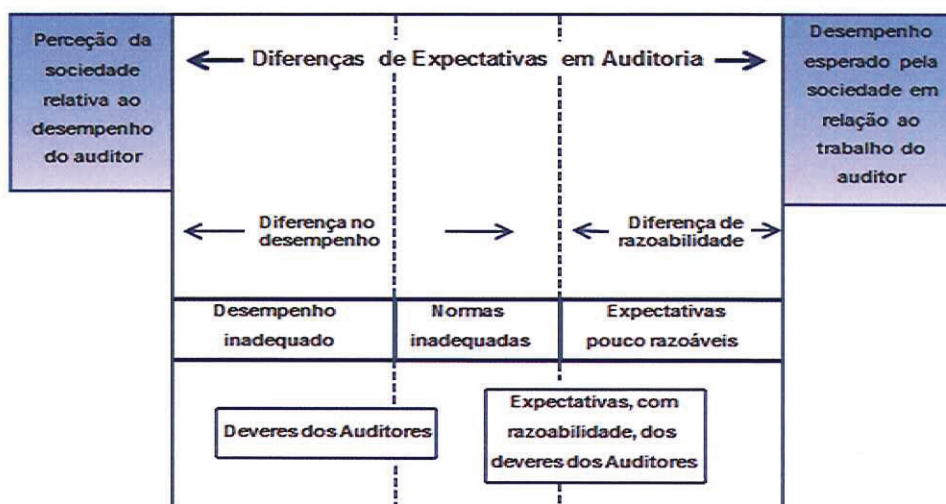 Perceção da
sociedade
relativa ao
desempenho
do auditor
Diferenças de Expectativas em Auditoria
Desempenho
esperado pela
sociedade em
relação ao
trabalho do
auditor
Diferença no
desempenho
Diferença de
razoabilidade
Desempenho
inadequado
Normas
inadequadas
Expectativas
pouco razoáveis
Deveres dos Auditores
Expectativas, com
razoabilidade, dos
deveres dos Auditores